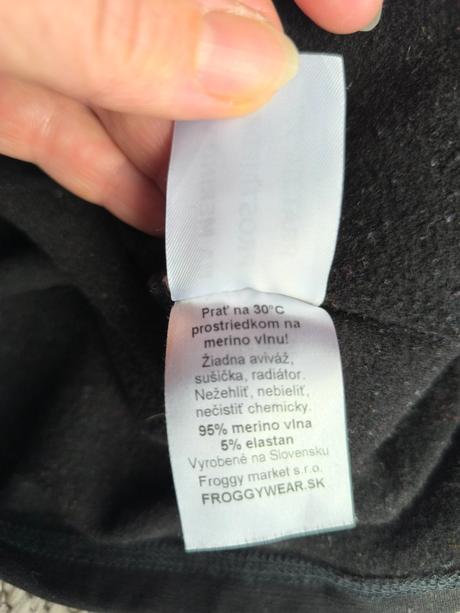 Prať na 30°C
prostriedkom na
merino vlnu!
Žiadna aviváž,
sušička, radiátor.
Nežehliť, nebieliť,
nečistiť chemicky.
95% merino vlna
5% elastan
Vyrobené na Slovensku
Froggy market s.r.o.
FROGGYWEAR.SK